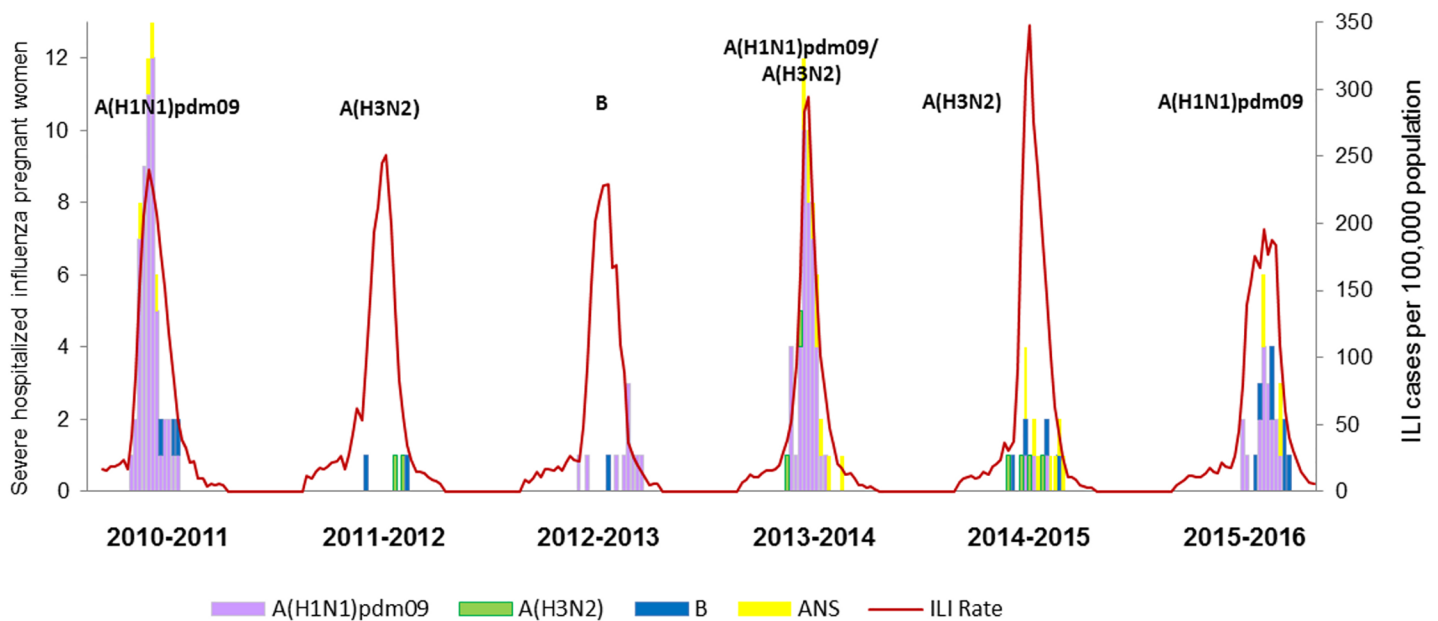 Severe hospitalized influenza pregnant women
12
10
8
6
4
2
0
A(H1N1)pdm09
A(H3N2)
B
A(H1N1)pdm09/
A(H3N2)
A(H3N2)
A(H1N1)pdm09
350
300
250
200
150
100
50
0
ILI cases per 100,000 population
2010-2011
2011-2012
2012-2013
2013-2014
2014-2015
2015-2016
A(H1N1)pdm09
A(H3N2)
B
ANS
ILI Rate